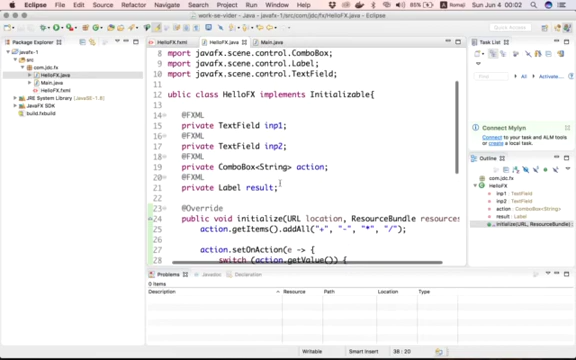 Eclipse File Edit Source Refactor Navigate Search Project Run Window Help
85% Sun Jun 4 00:02
work-se-vider - Java - javafx-1/src/com/jdc/fx/HelloFX.java - Eclipse
Quick Access
Package Explorer
javafx-1
src
com.jdc.fx
HelloFX.java
Main.java
HelloFX.fxml
JRE System Library [JavaSE-1.8]
JavaFX SDK
build.fxbuild
HelloFX.fxml HelloFX.java Main.java
8 import javafx.scene.control.ComboBox;
9 import javafx.scene.control.Label;
10 import javafx.scene.control.TextField;
11
12 public class HelloFX implements Initializable{
13
14 @FXML
15 private TextField inp1;
16 @FXML
17 private TextField inp2;
18 @FXML
19 private ComboBox<String> action;
20 @FXML
21 private Label result;
22
23 @Override
24 public void initialize(URL location, ResourceBundle resources
25 action.getItems().addAll("+", "-", "*", "/");
26
27 action.setOnAction(e -> {
28 switch (action.getValue()) {
Task List
Find All Activate...
Connect Mylyn
Connect to your task and ALM tools or create a local task.
Outline
com.jdc.fx
HelloFX
inp1 : TextField
inp2 : TextField
action : ComboBox<String>
result : Label
initialize(URL, ResourceBundle)
Problems Javadoc Declaration
0 items
Description Resource Path Location Type
Writable Smart Insert 38 : 20